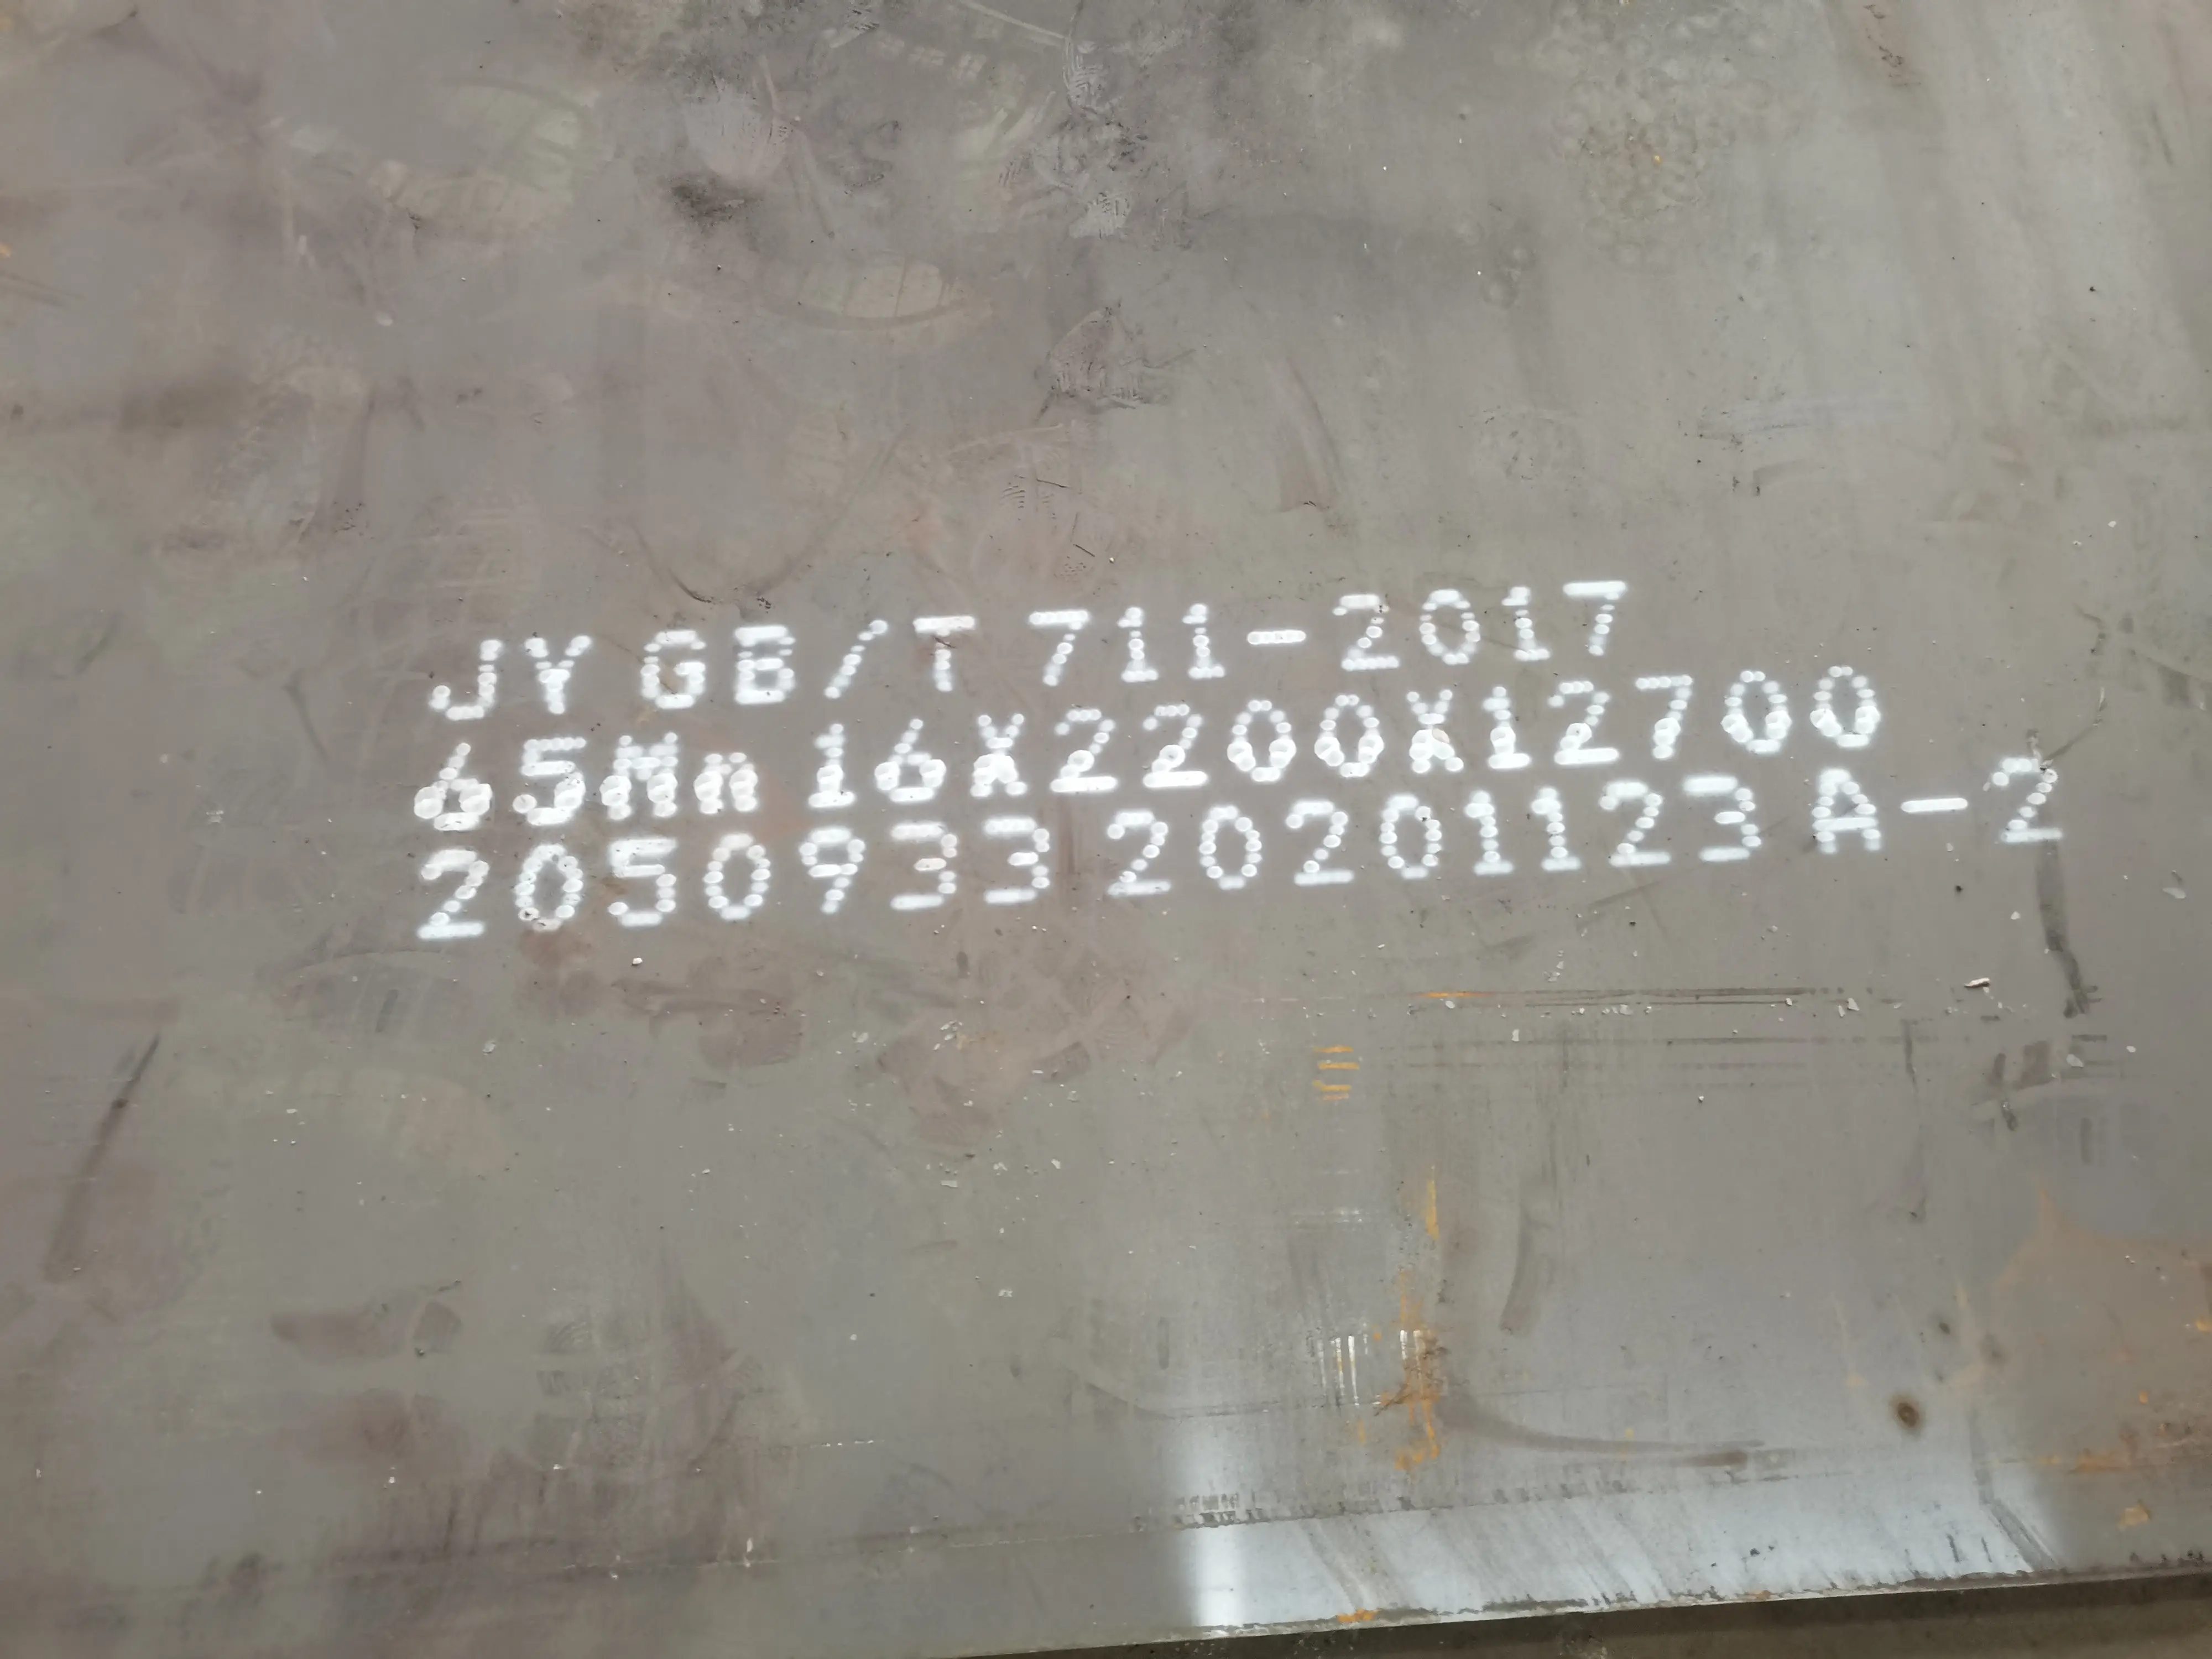 JY GB/T 711-2017
65Mn 16X2200X12700
2050933 20201123 A-2